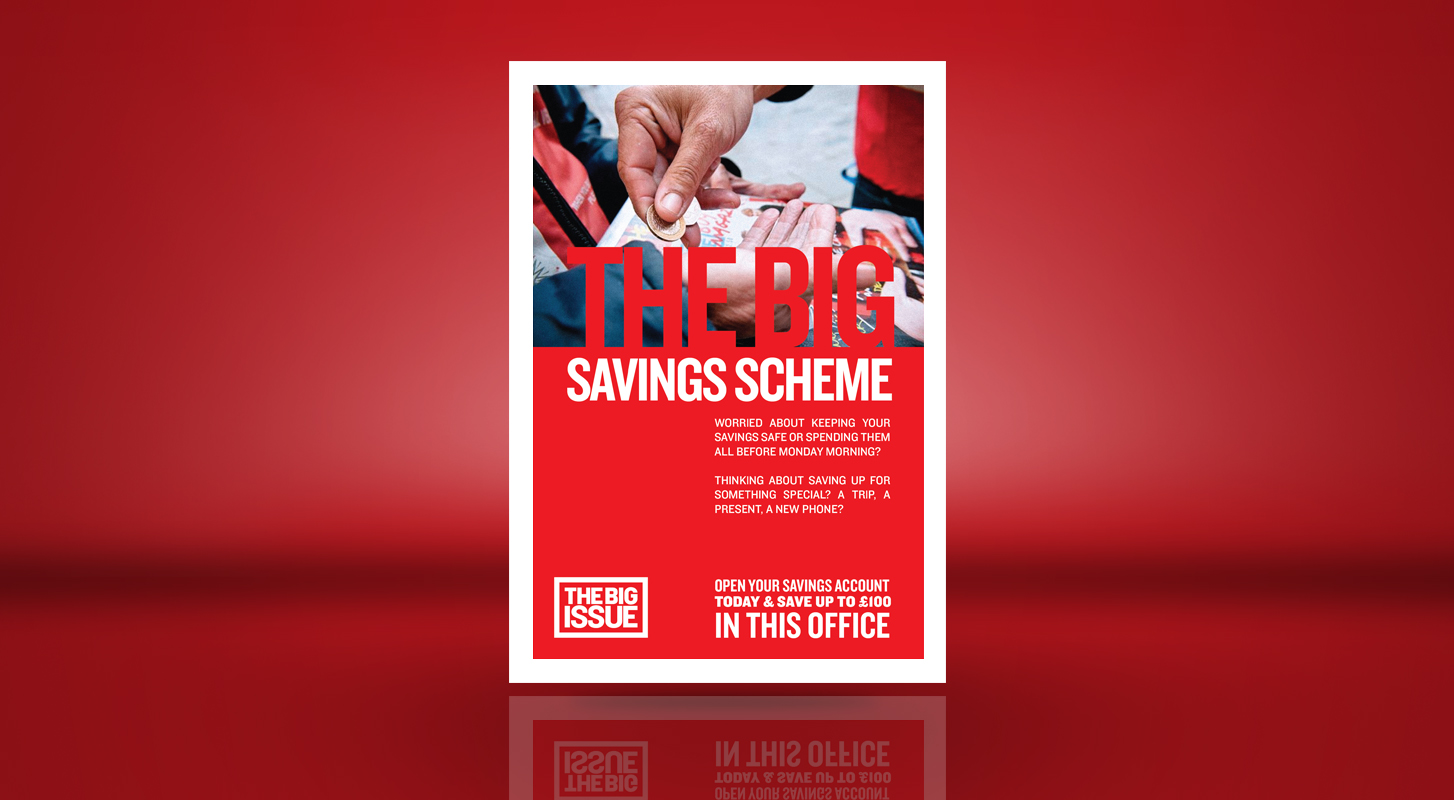 THE BIG
SAVINGS SCHEME
WORRIED ABOUT KEEPING YOUR
SAVINGS SAFE OR SPENDING THEM
ALL BEFORE MONDAY MORNING?
THINKING ABOUT SAVING UP FOR
SOMETHING SPECIAL? A TRIP, A
PRESENT, A NEW PHONE?
THE BIG
ISSUE
OPEN YOUR SAVINGS ACCOUNT
TODAY & SAVE UP TO £100
IN THIS OFFICE